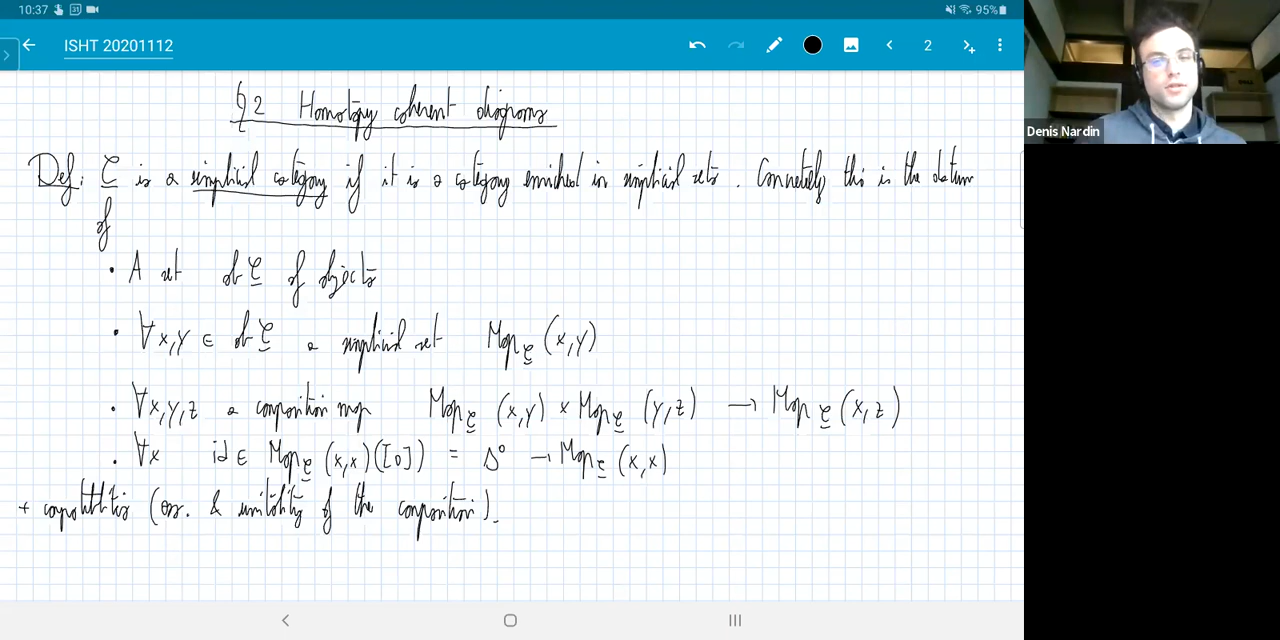 10:37 31 95%
ISHT 20201112 2
§2 Homotopy coherent diagrams
Def: C is a simplicial category if it is a category enriched in simplicial sets. Concretely this is the datum
of
• A set ob C of objects
• ∀x,y ∈ ob C a simplicial set Map_C (x,y)
• ∀x,y,z a composition map Map_C (x,y) × Map_C (y,z) → Map_C (x,z)
• ∀x id ∈ Map_C (x,x)([0]) = Δ⁰ → Map_C (x,x)
+ compatibilities (ass. & unitality of the composition).
Denis Nardin